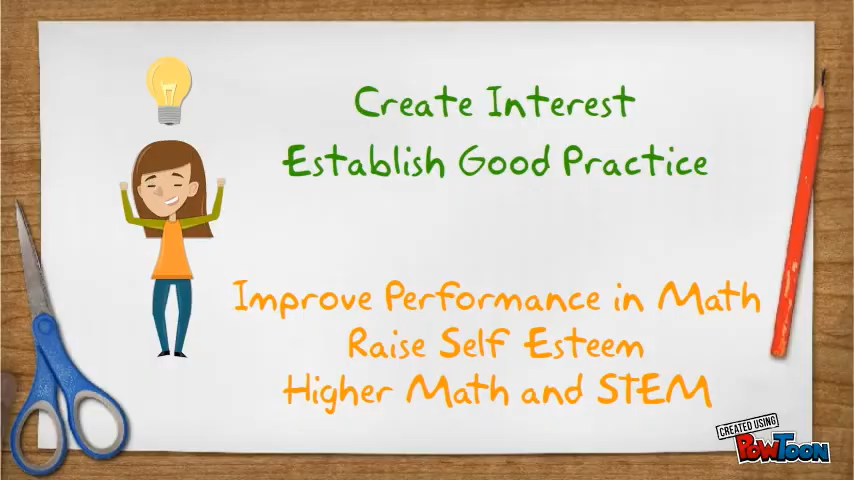 Create Interest
Establish Good Practice
Improve Performance in Math
Raise Self Esteem
Higher Math and STEM
CREATED USING
POWTOON